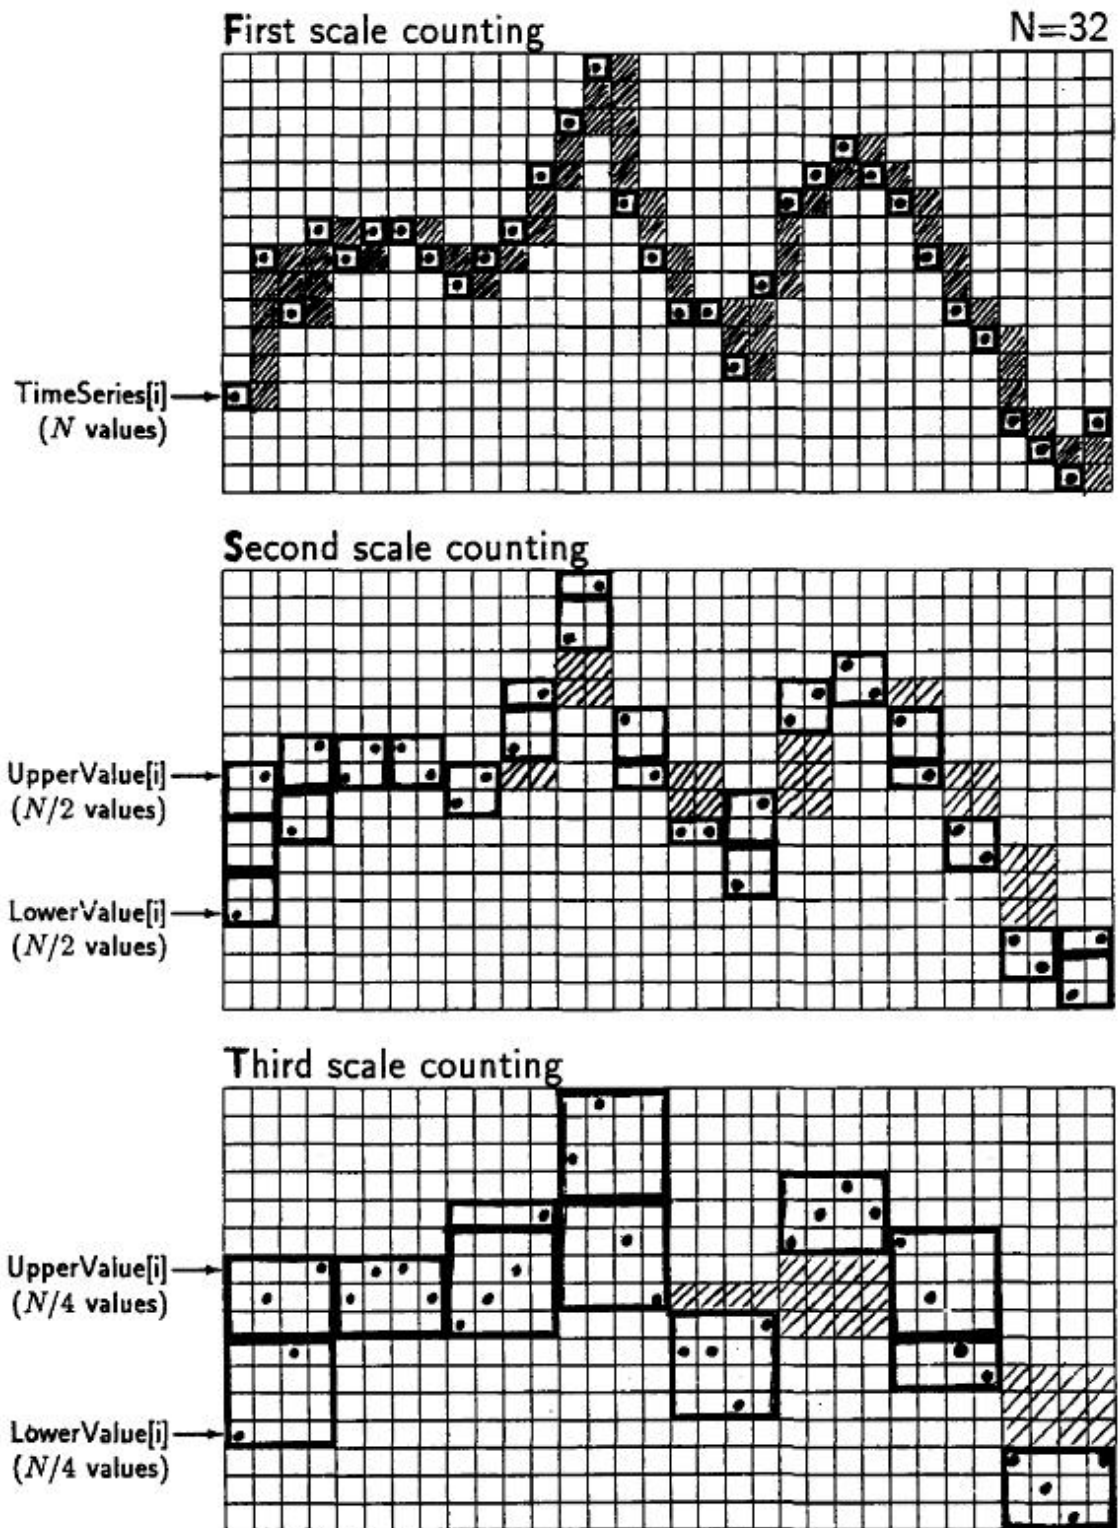 First scale counting N=32
TimeSeries[i]
(N values)
Second scale counting
UpperValue[i]
(N/2 values)
LowerValue[i]
(N/2 values)
Third scale counting
UpperValue[i]
(N/4 values)
LowerValue[i]
(N/4 values)